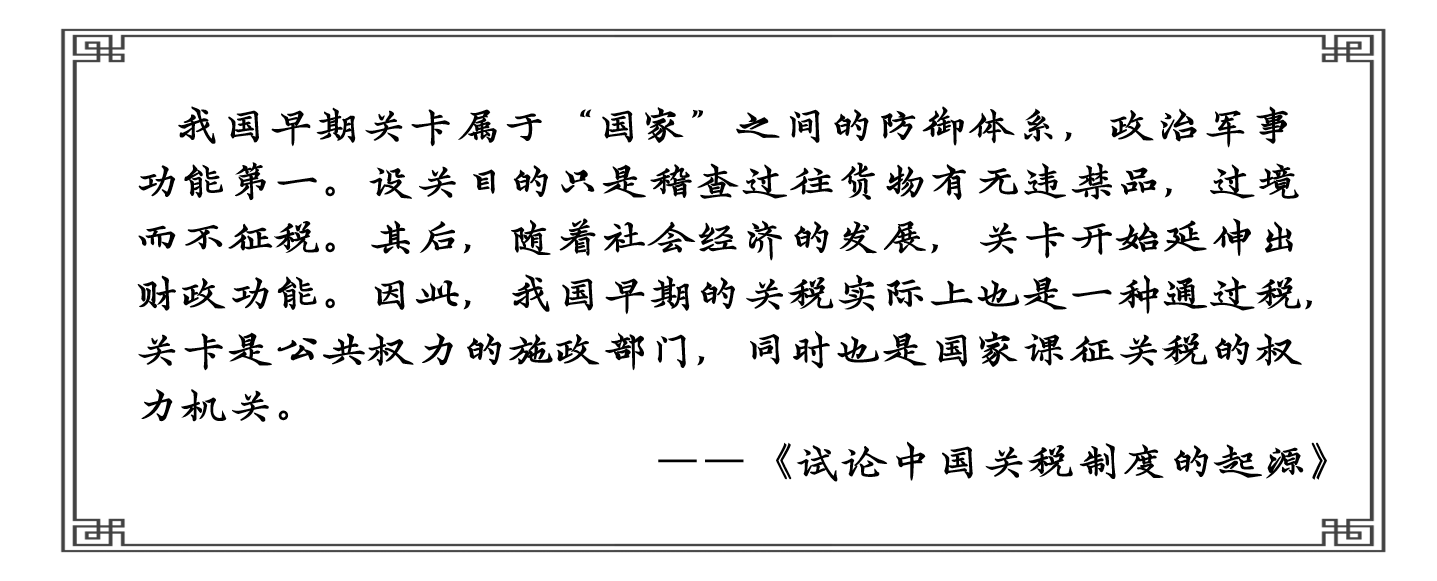 我国早期关卡属于“国家”之间的防御体系，政治军事
功能第一。设关目的只是稽查过往货物有无违禁品，过境
而不征税。其后，随着社会经济的发展，关卡开始延伸出
财政功能。因此，我国早期的关税实际上也是一种通过税，
关卡是公共权力的施政部门，同时也是国家课征关税的权
力机关。
——《试论中国关税制度的起源》